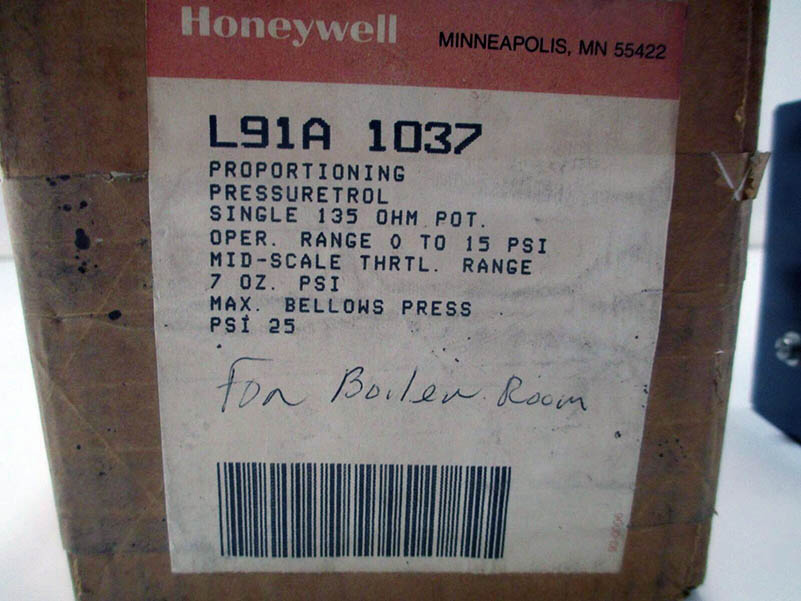 Honeywell MINNEAPOLIS, MN 55422
L91A 1037
PROPORTIONING
PRESSURETROL
SINGLE 135 OHM POT.
OPER. RANGE 0 TO 15 PSI
MID-SCALE THRTL. RANGE
7 OZ. PSI
MAX. BELLOWS PRESS
PSI 25
For Boiler Room